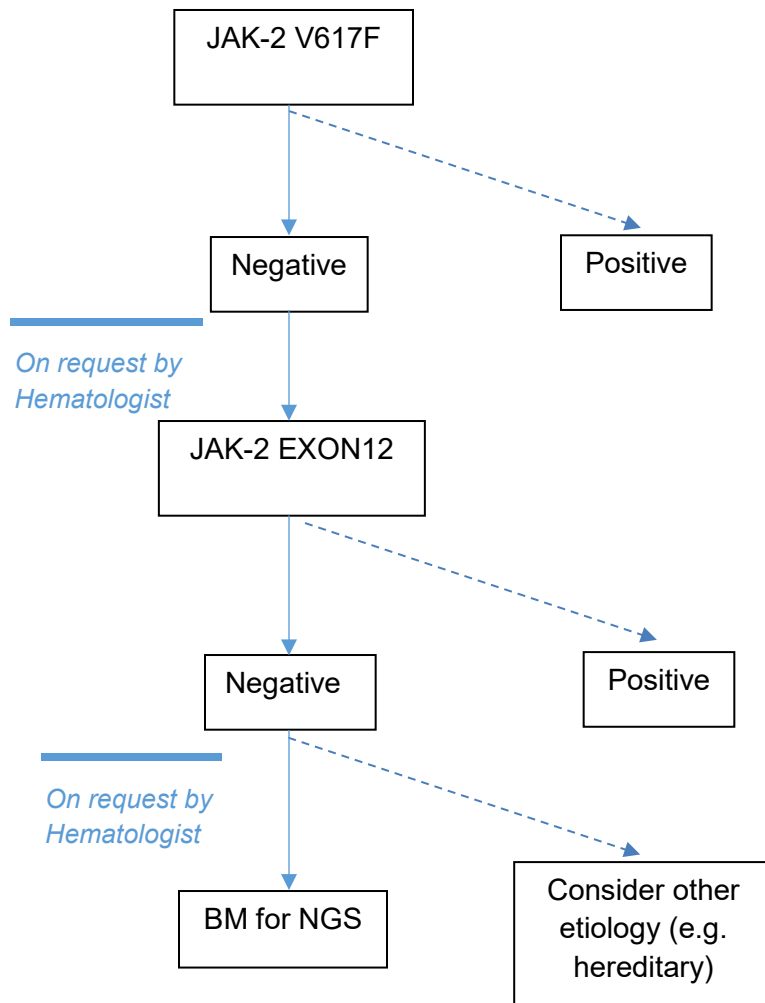 JAK-2 V617F
Negative
Positive
On request by
Hematologist
JAK-2 EXON12
Negative
Positive
On request by
Hematologist
BM for NGS
Consider other
etiology (e.g.
hereditary)